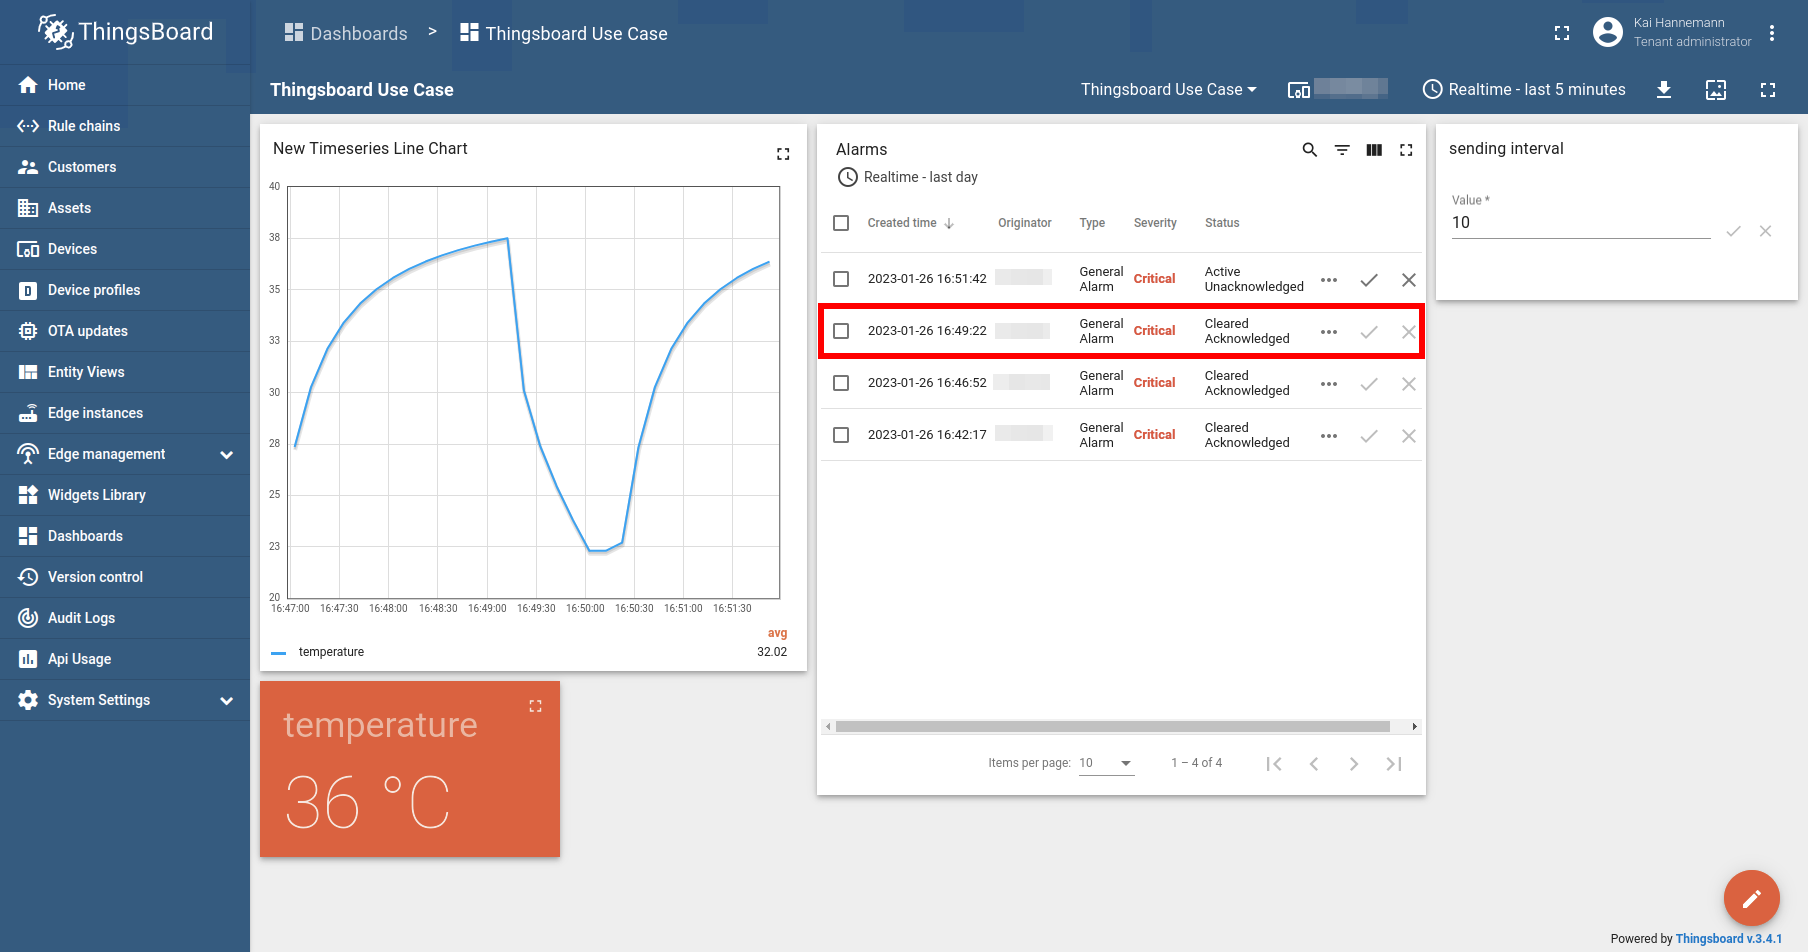 ThingsBoard
Dashboards > Thingsboard Use Case
Kai Hannemann
Tenant administrator
Thingsboard Use Case
Thingsboard Use Case
Realtime - last 5 minutes
Home
Rule chains
Customers
Assets
Devices
Device profiles
OTA updates
Entity Views
Edge instances
Edge management
Widgets Library
Dashboards
Version control
Audit Logs
Api Usage
System Settings
New Timeseries Line Chart
40
38
35
33
30
28
25
23
20
16:47:00 16:47:30 16:48:00 16:48:30 16:49:00 16:49:30 16:50:00 16:50:30 16:51:00 16:51:30
avg
temperature 32.02
temperature
36 °C
Alarms
Realtime - last day
Created time Originator Type Severity Status
2023-01-26 16:51:42 General Alarm Critical Active Unacknowledged
2023-01-26 16:49:22 General Alarm Critical Cleared Acknowledged
2023-01-26 16:46:52 General Alarm Critical Cleared Acknowledged
2023-01-26 16:42:17 General Alarm Critical Cleared Acknowledged
Items per page: 10 1 – 4 of 4
sending interval
Value *
10
Powered by Thingsboard v.3.4.1